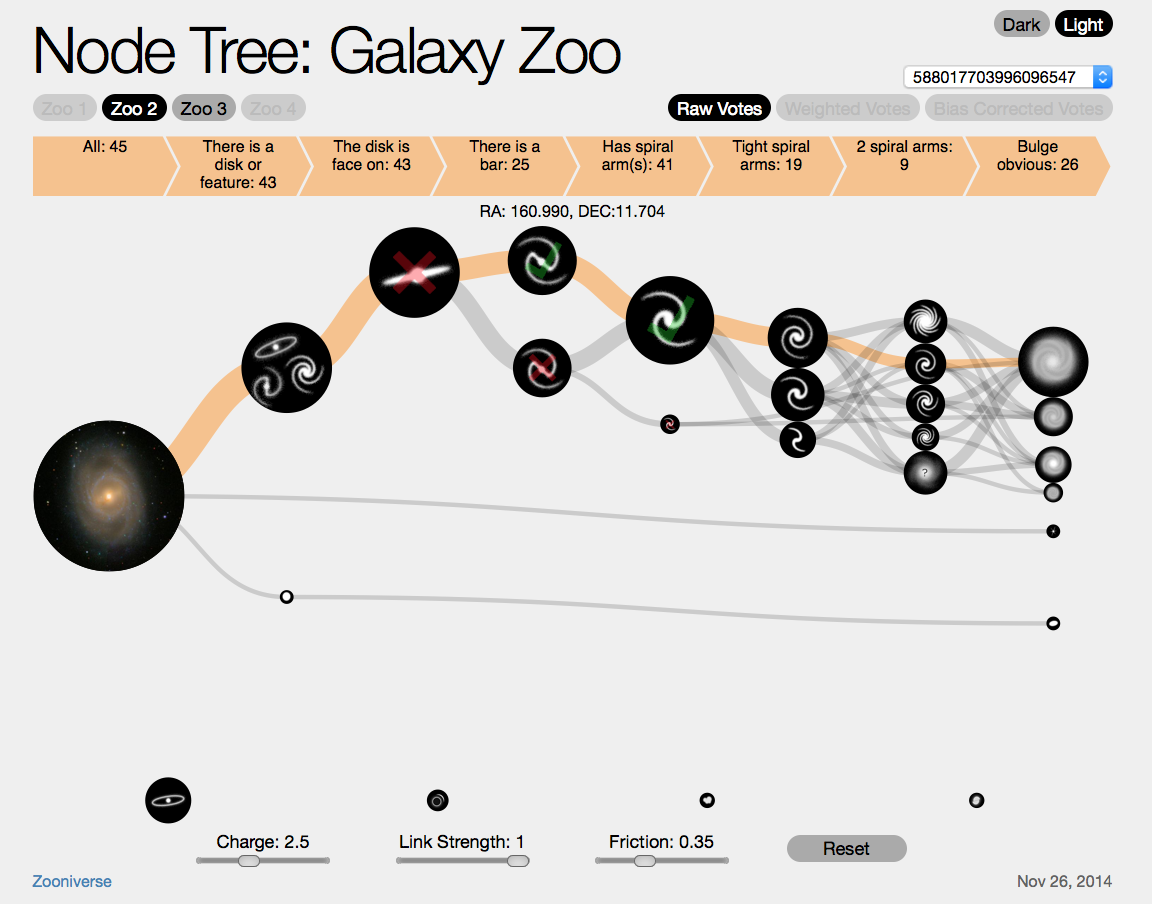 Node Tree: Galaxy Zoo
Dark
Light
588017703996096547
Zoo 1
Zoo 2
Zoo 3
Zoo 4
Raw Votes
Weighted Votes
Bias Corrected Votes
All: 45
There is a
disk or
feature: 43
The disk is
face on: 43
There is a
bar: 25
Has spiral
arm(s): 41
Tight spiral
arms: 19
2 spiral arms:
9
Bulge
obvious: 26
RA: 160.990, DEC:11.704
?
Charge: 2.5
Link Strength: 1
Friction: 0.35
Reset
Zooniverse
Nov 26, 2014